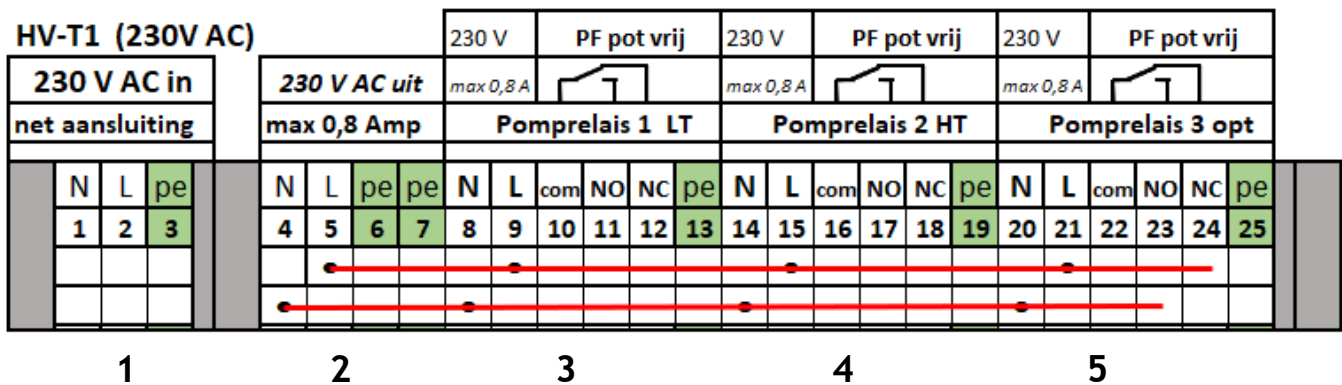 HV-T1 (230V AC)
230 V PF pot vrij 230 V PF pot vrij 230 V PF pot vrij
230 V AC in 230 V AC uit max 0,8 A max 0,8 A max 0,8 A
net aansluiting max 0,8 Amp Pomprelais 1 LT Pomprelais 2 HT Pomprelais 3 opt
N L pe N L pe pe N L com NO NC pe N L com NO NC pe N L com NO NC pe
1 2 3 4 5 6 7 8 9 10 11 12 13 14 15 16 17 18 19 20 21 22 23 24 25
1 2 3 4 5